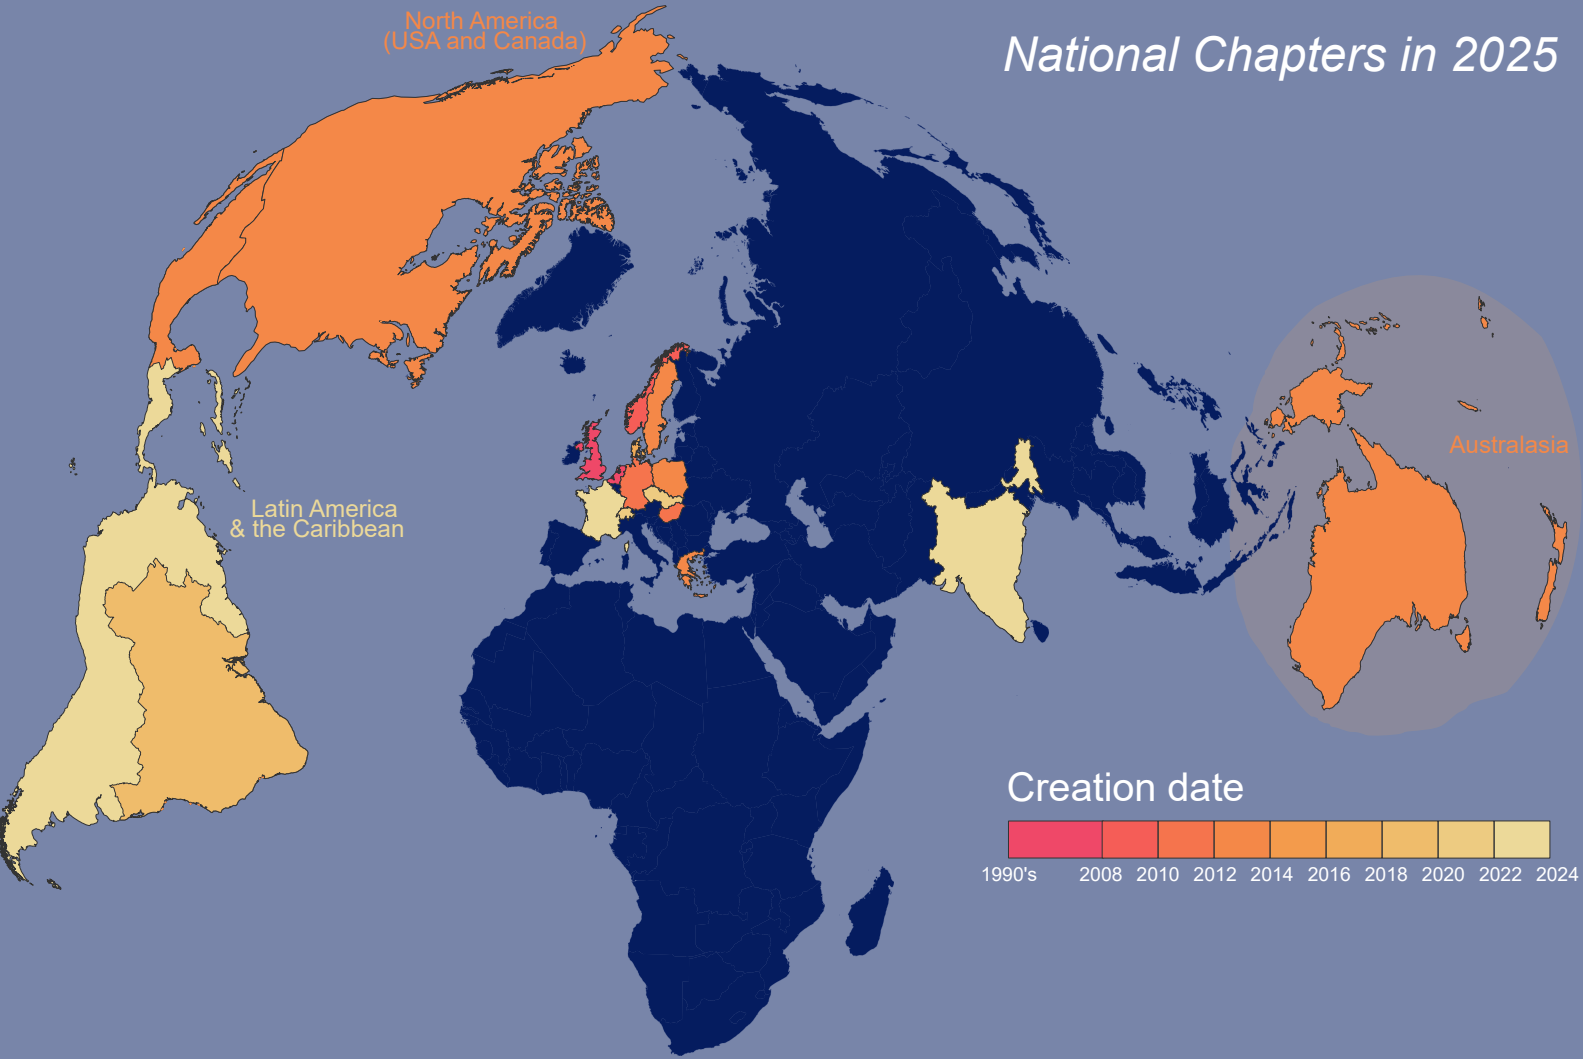 North America
(USA and Canada)
National Chapters in 2025
Australasia
Latin America
& the Caribbean
Creation date
1990's 2008 2010 2012 2014 2016 2018 2020 2022 2024